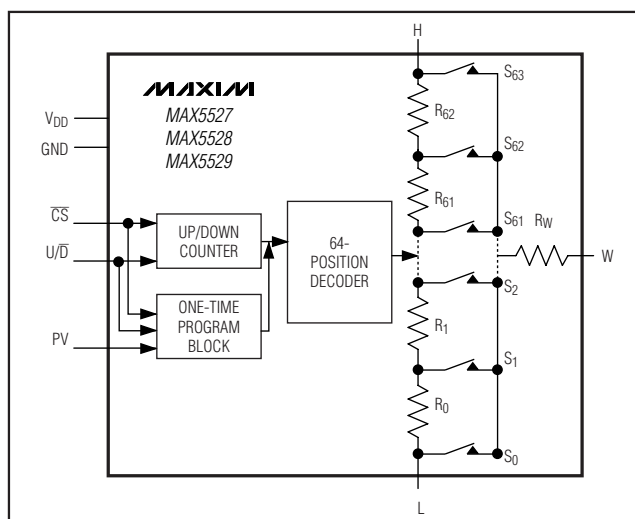 H
MAXIM
MAX5527
MAX5528
MAX5529
VDD
GND
CS
U/D
PV
UP/DOWN
COUNTER
ONE-TIME
PROGRAM
BLOCK
64-
POSITION
DECODER
S63
R62
S62
R61
S61
RW
W
S2
R1
S1
R0
S0
L